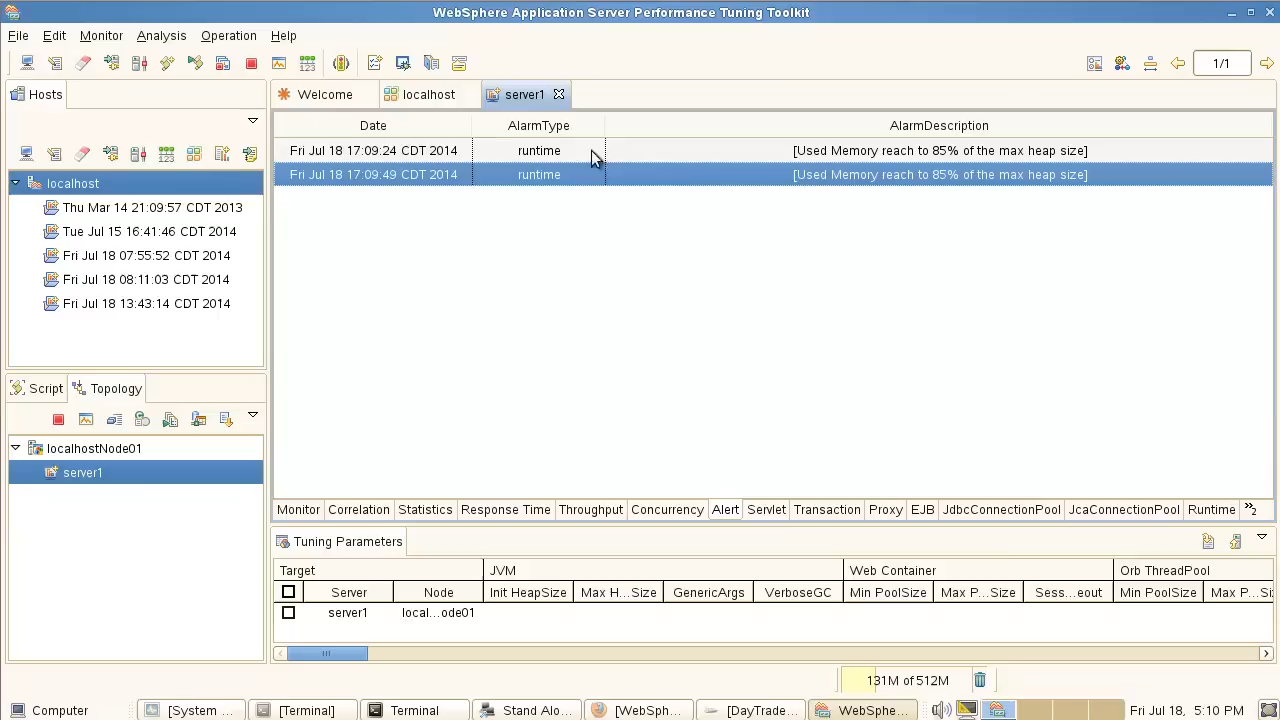 WebSphere Application Server Performance Tuning Toolkit
File Edit Monitor Analysis Operation Help
1/1
Hosts
Welcome localhost server1
Date AlarmType AlarmDescription
Fri Jul 18 17:09:24 CDT 2014 runtime [Used Memory reach to 85% of the max heap size]
Fri Jul 18 17:09:49 CDT 2014 runtime [Used Memory reach to 85% of the max heap size]
localhost
Thu Mar 14 21:09:57 CDT 2013
Tue Jul 15 16:41:46 CDT 2014
Fri Jul 18 07:55:52 CDT 2014
Fri Jul 18 08:11:03 CDT 2014
Fri Jul 18 13:43:14 CDT 2014
Script Topology
localhostNode01
server1
Monitor Correlation Statistics Response Time Throughput Concurrency Alert Servlet Transaction Proxy EJB JdbcConnectionPool JcaConnectionPool Runtime »2
Tuning Parameters
Target JVM Web Container Orb ThreadPool
Server Node Init HeapSize Max H...Size GenericArgs VerboseGC Min PoolSize Max P...Size Sess...eout Min PoolSize Max P...Si
server1 local...ode01
131M of 512M
Computer [System ... [Terminal] Terminal Stand Alo... [WebSph... [DayTrade... WebSphe... Fri Jul 18, 5:10 PM